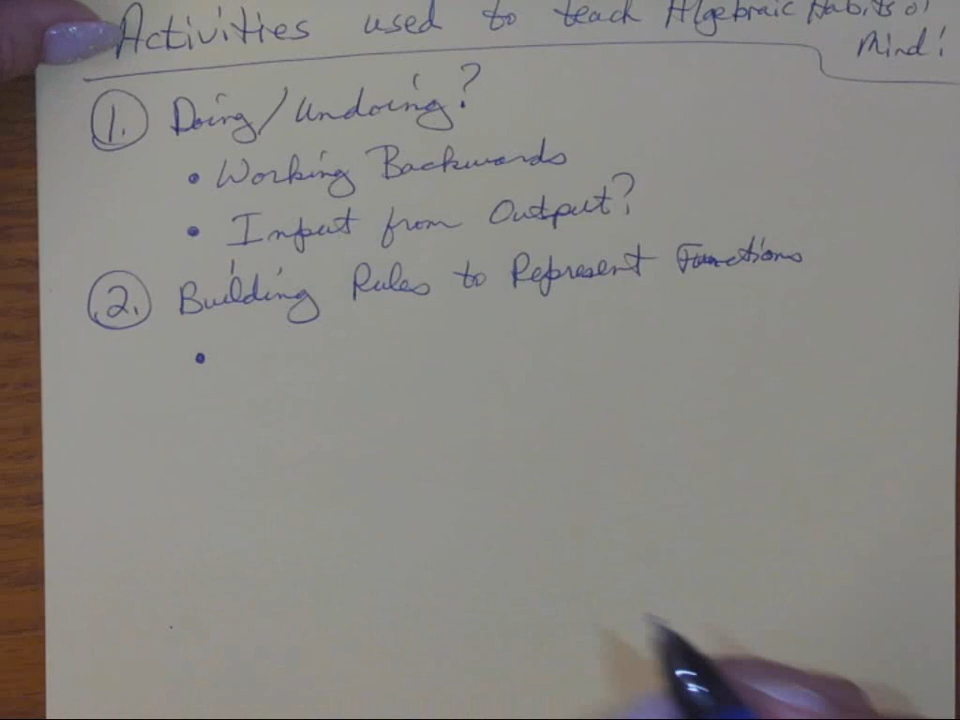 Activities used to teach Algebraic Habits of
Mind!
1. Doing/Undoing?
• Working Backwards
• Input from Output?
2. Building Rules to Represent Functions
•